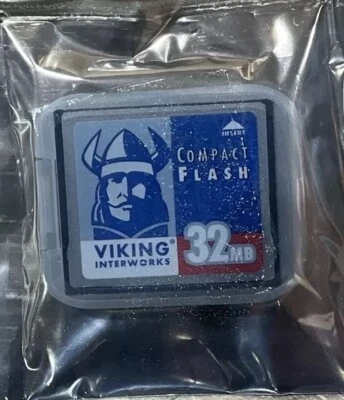 INSERT
COMPACT
FLASH
VIKING®
INTERWORKS
32MB